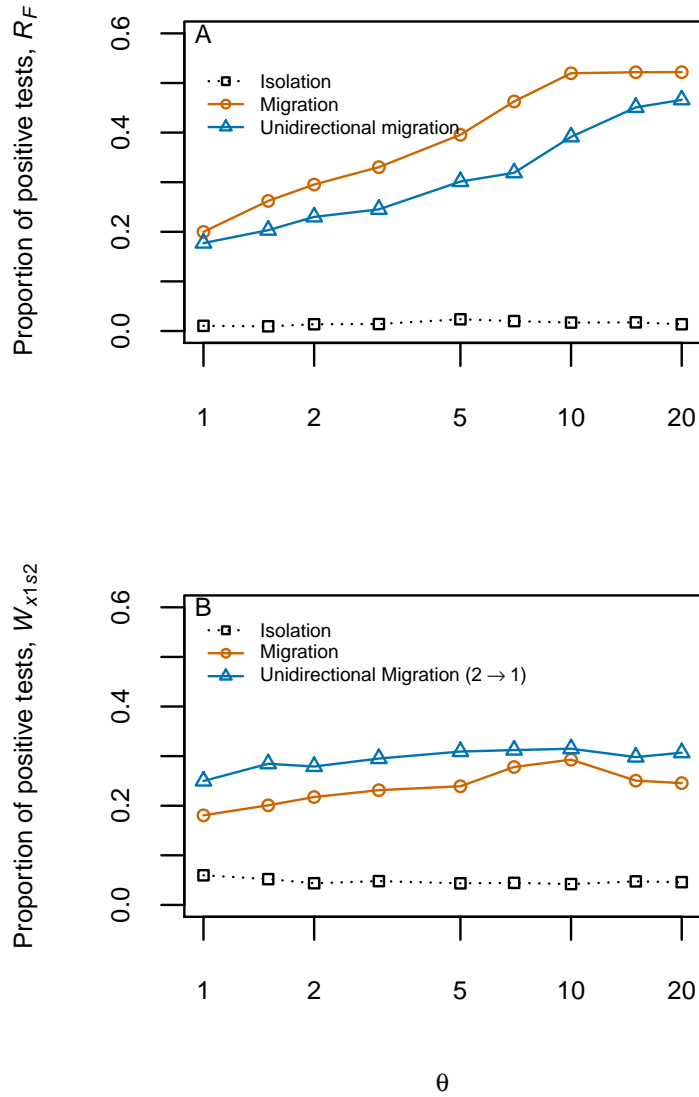 Proportion of positive tests, R_F
A
0.6
0.4
0.2
0.0
Isolation
Migration
Unidirectional migration
1 2 5 10 20
Proportion of positive tests, W_x1s2
B
0.6
0.4
0.2
0.0
Isolation
Migration
Unidirectional Migration (2 → 1)
1 2 5 10 20
θ